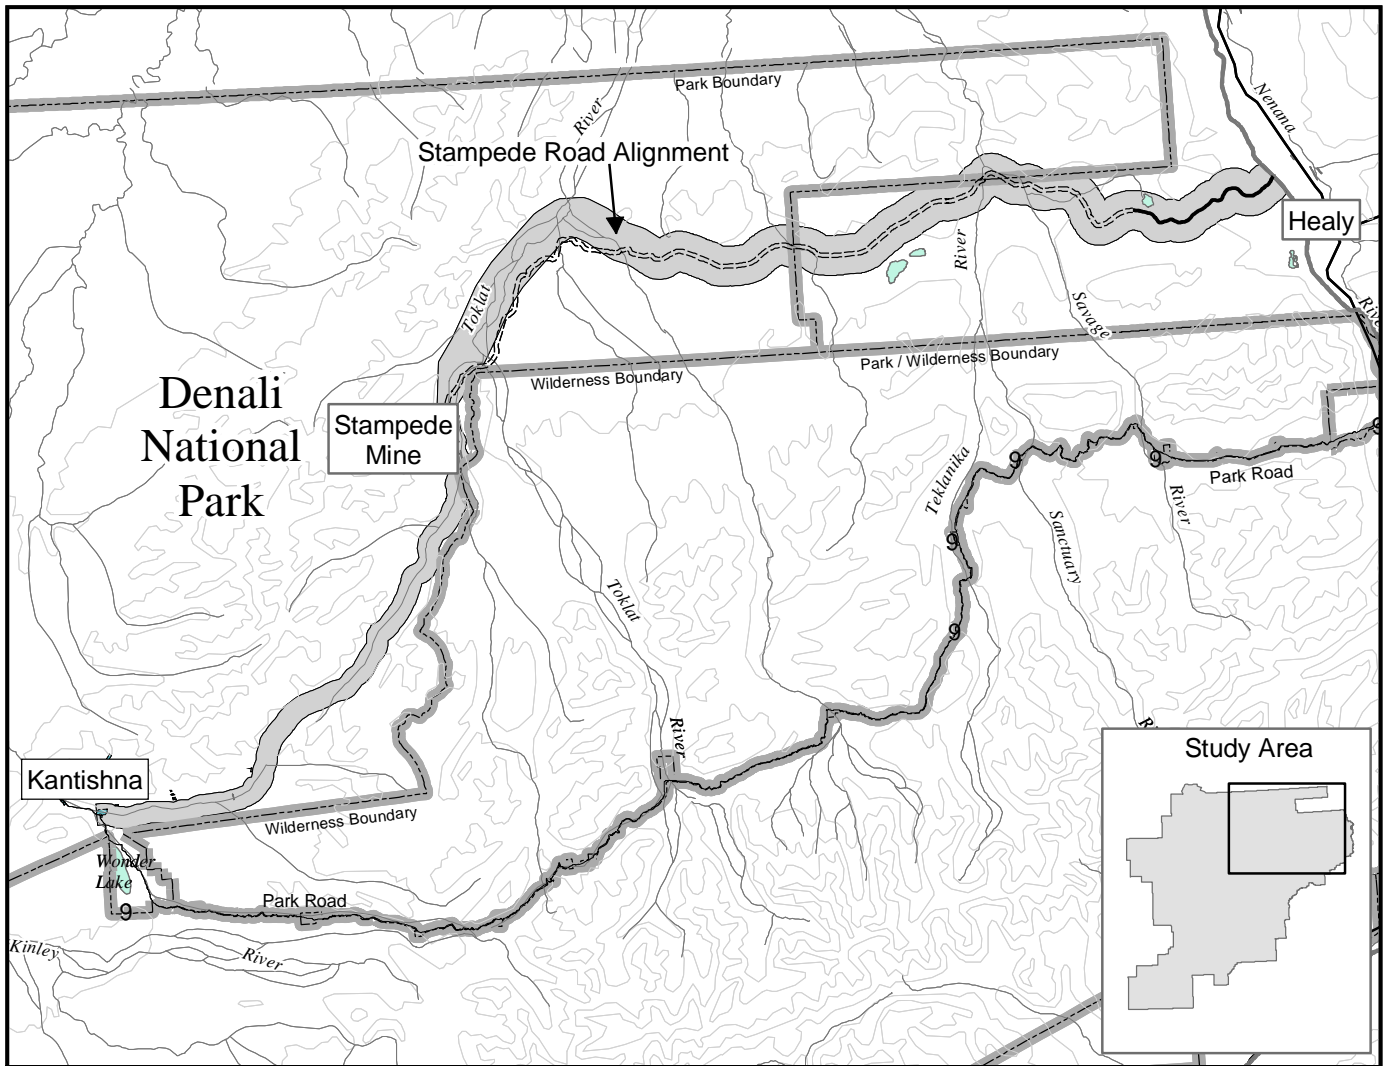 Park Boundary
River
Nenana
Stampede Road Alignment
Healy
River
Toklat
Savage
River
Park / Wilderness Boundary
Wilderness Boundary
Denali
National
Park
Stampede
Mine
9
Teklanika
9
9
Park Road
River
9
Sanctuary
Toklat
9
River
Study Area
Kantishna
Wilderness Boundary
Wonder
Lake
Park Road
9
Kinley
River